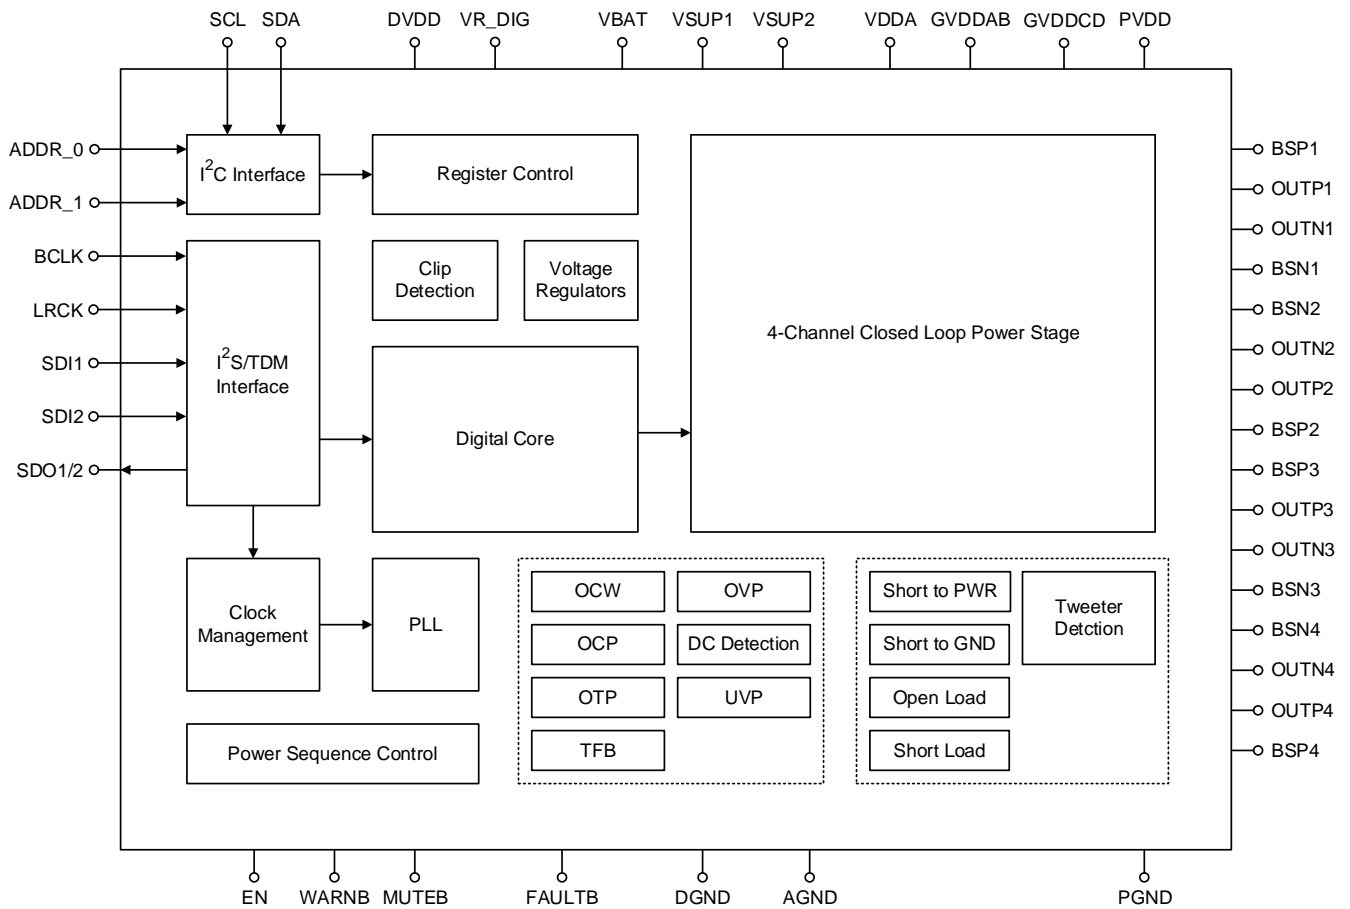 SCL SDA DVDD VR_DIG VBAT VSUP1 VSUP2 VDDA GVDDAB GVDDCD PVDD
ADDR_0
ADDR_1
BCLK
LRCK
SDI1
SDI2
SDO1/2
I²C Interface
Register Control
I²S/TDM
Interface
Clip
Detection
Voltage
Regulators
Digital Core
4-Channel Closed Loop Power Stage
Clock
Management
PLL
Power Sequence Control
OCW
OVP
OCP
DC Detection
OTP
UVP
TFB
Short to PWR
Short to GND
Open Load
Short Load
Tweeter
Detction
BSP1
OUTP1
OUTN1
BSN1
BSN2
OUTN2
OUTP2
BSP2
BSP3
OUTP3
OUTN3
BSN3
BSN4
OUTN4
OUTP4
BSP4
EN WARNB MUTEB FAULTB DGND AGND PGND